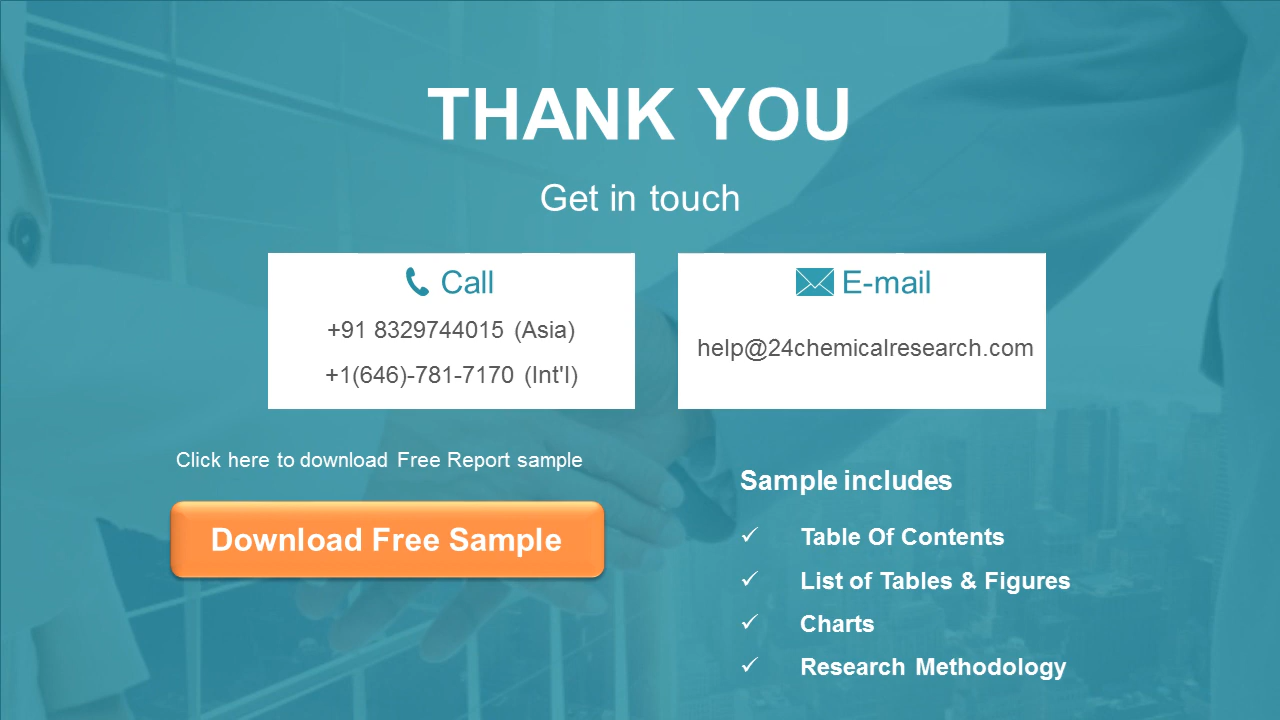 THANK YOU
Get in touch
Call
+91 8329744015 (Asia)
+1(646)-781-7170 (Int'l)
E-mail
help@24chemicalresearch.com
Click here to download Free Report sample
Download Free Sample
Sample includes
✓ Table Of Contents
✓ List of Tables & Figures
✓ Charts
✓ Research Methodology